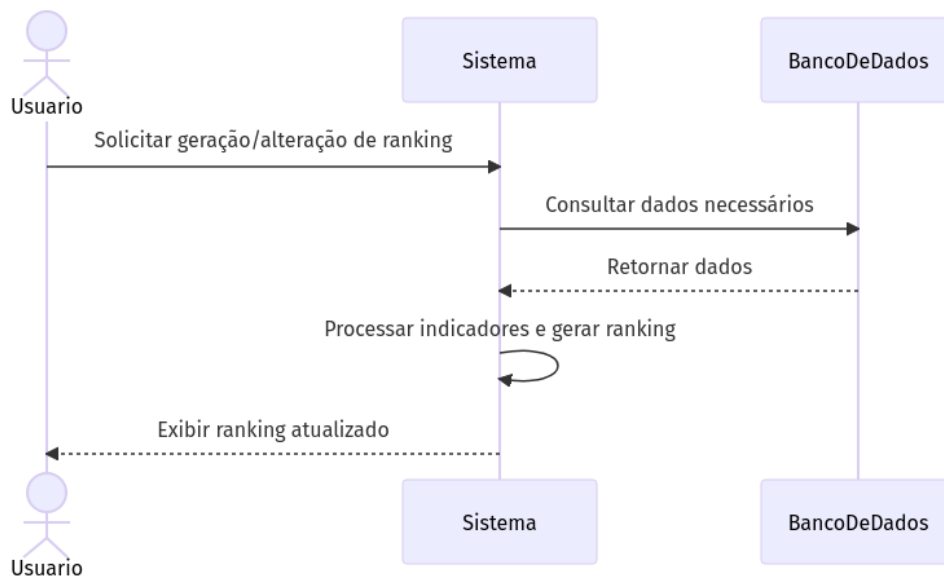 Usuario
Sistema
BancoDeDados
Solicitar geração/alteração de ranking
Consultar dados necessários
Retornar dados
Processar indicadores e gerar ranking
Exibir ranking atualizado
Usuario
Sistema
BancoDeDados